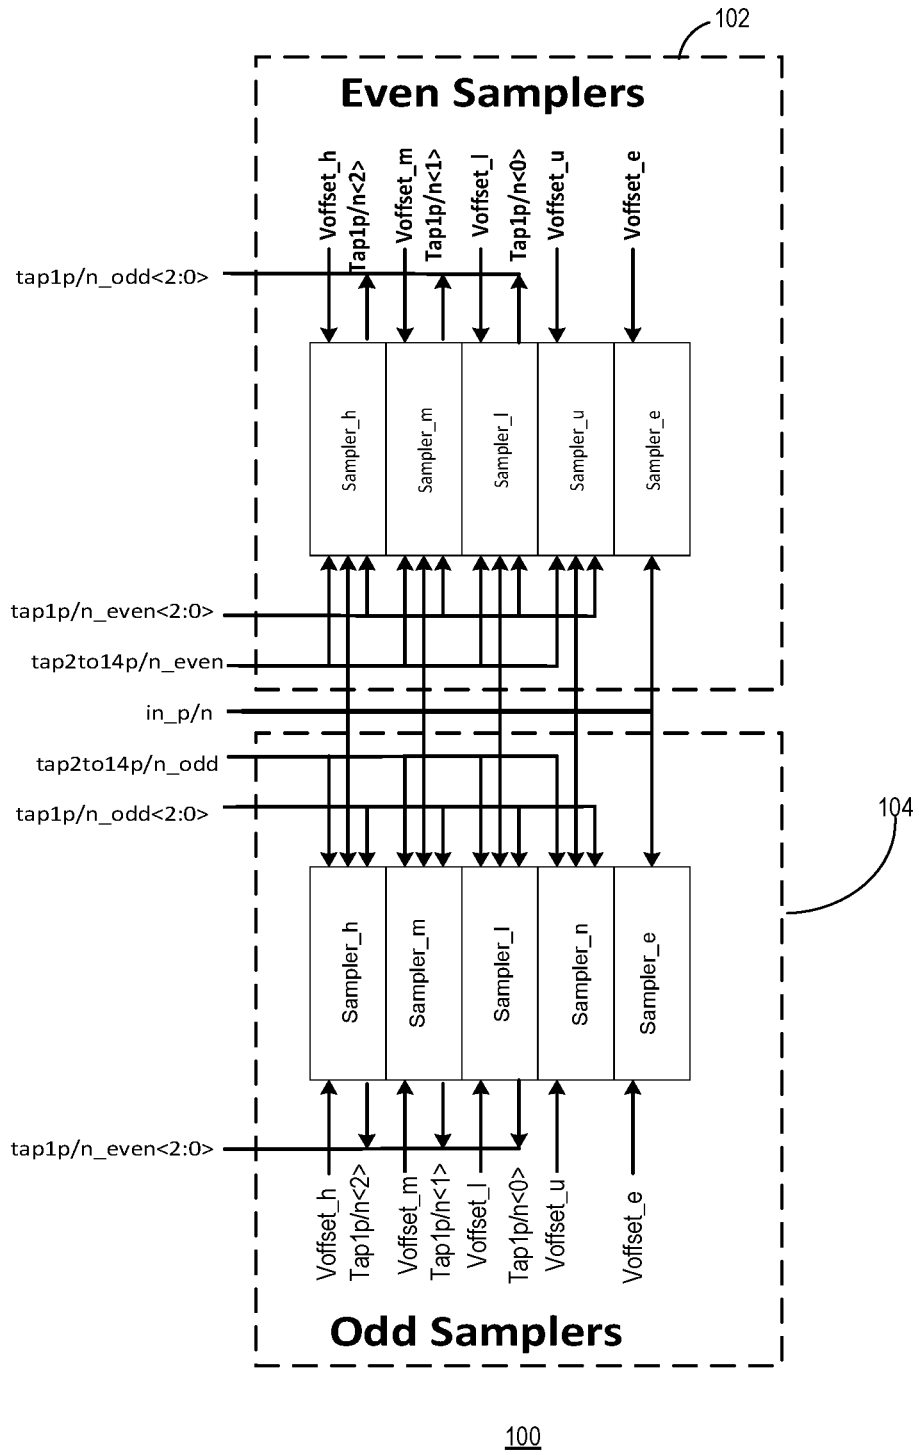 102
Even Samplers
Voffset_h
Tap1p/n<2>
Voffset_m
Tap1p/n<1>
Voffset_l
Tap1p/n<0>
Voffset_u
Voffset_e
tap1p/n_odd<2:0>
Sampler_h
Sampler_m
Sampler_l
Sampler_u
Sampler_e
tap1p/n_even<2:0>
tap2to14p/n_even
in_p/n
tap2to14p/n_odd
tap1p/n_odd<2:0>
104
Sampler_h
Sampler_m
Sampler_l
Sampler_n
Sampler_e
tap1p/n_even<2:0>
Voffset_h
Tap1p/n<2>
Voffset_m
Tap1p/n<1>
Voffset_l
Tap1p/n<0>
Voffset_u
Voffset_e
Odd Samplers
100